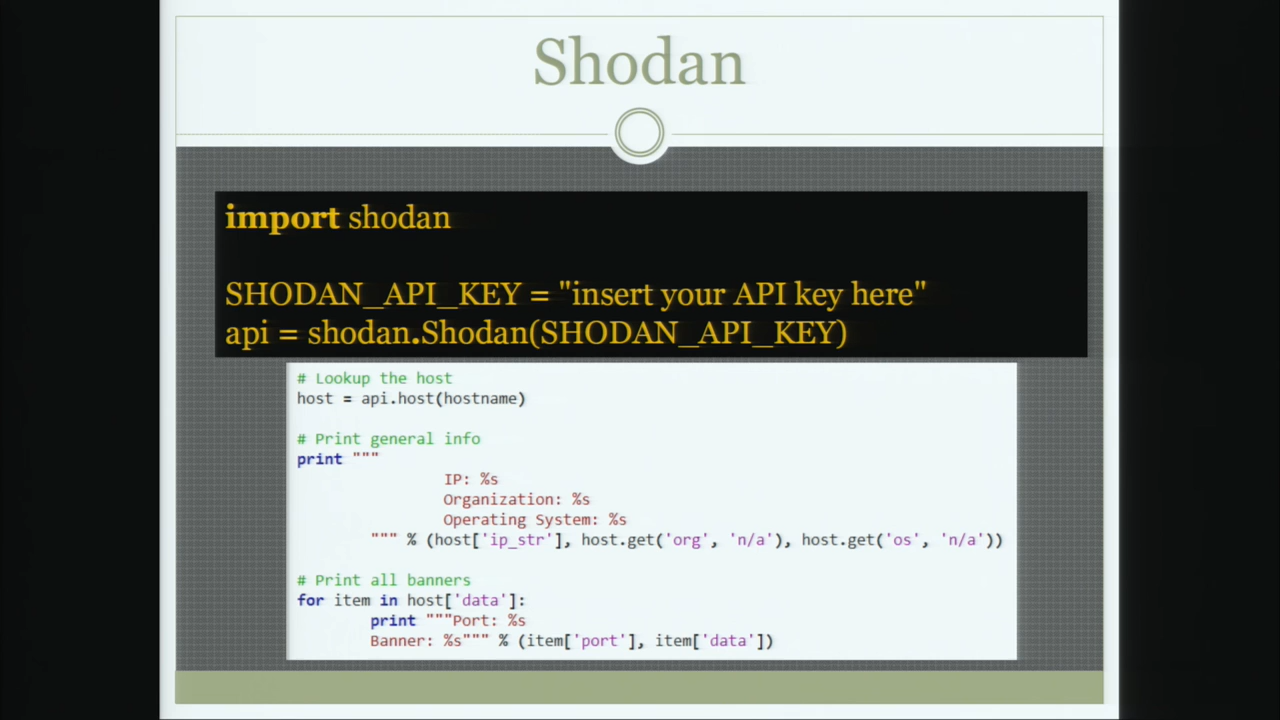 Shodan
import shodan
SHODAN_API_KEY = "insert your API key here"
api = shodan.Shodan(SHODAN_API_KEY)
# Lookup the host
host = api.host(hostname)
# Print general info
print """
IP: %s
Organization: %s
Operating System: %s
""" % (host['ip_str'], host.get('org', 'n/a'), host.get('os', 'n/a'))
# Print all banners
for item in host['data']:
print """Port: %s
Banner: %s""" % (item['port'], item['data'])